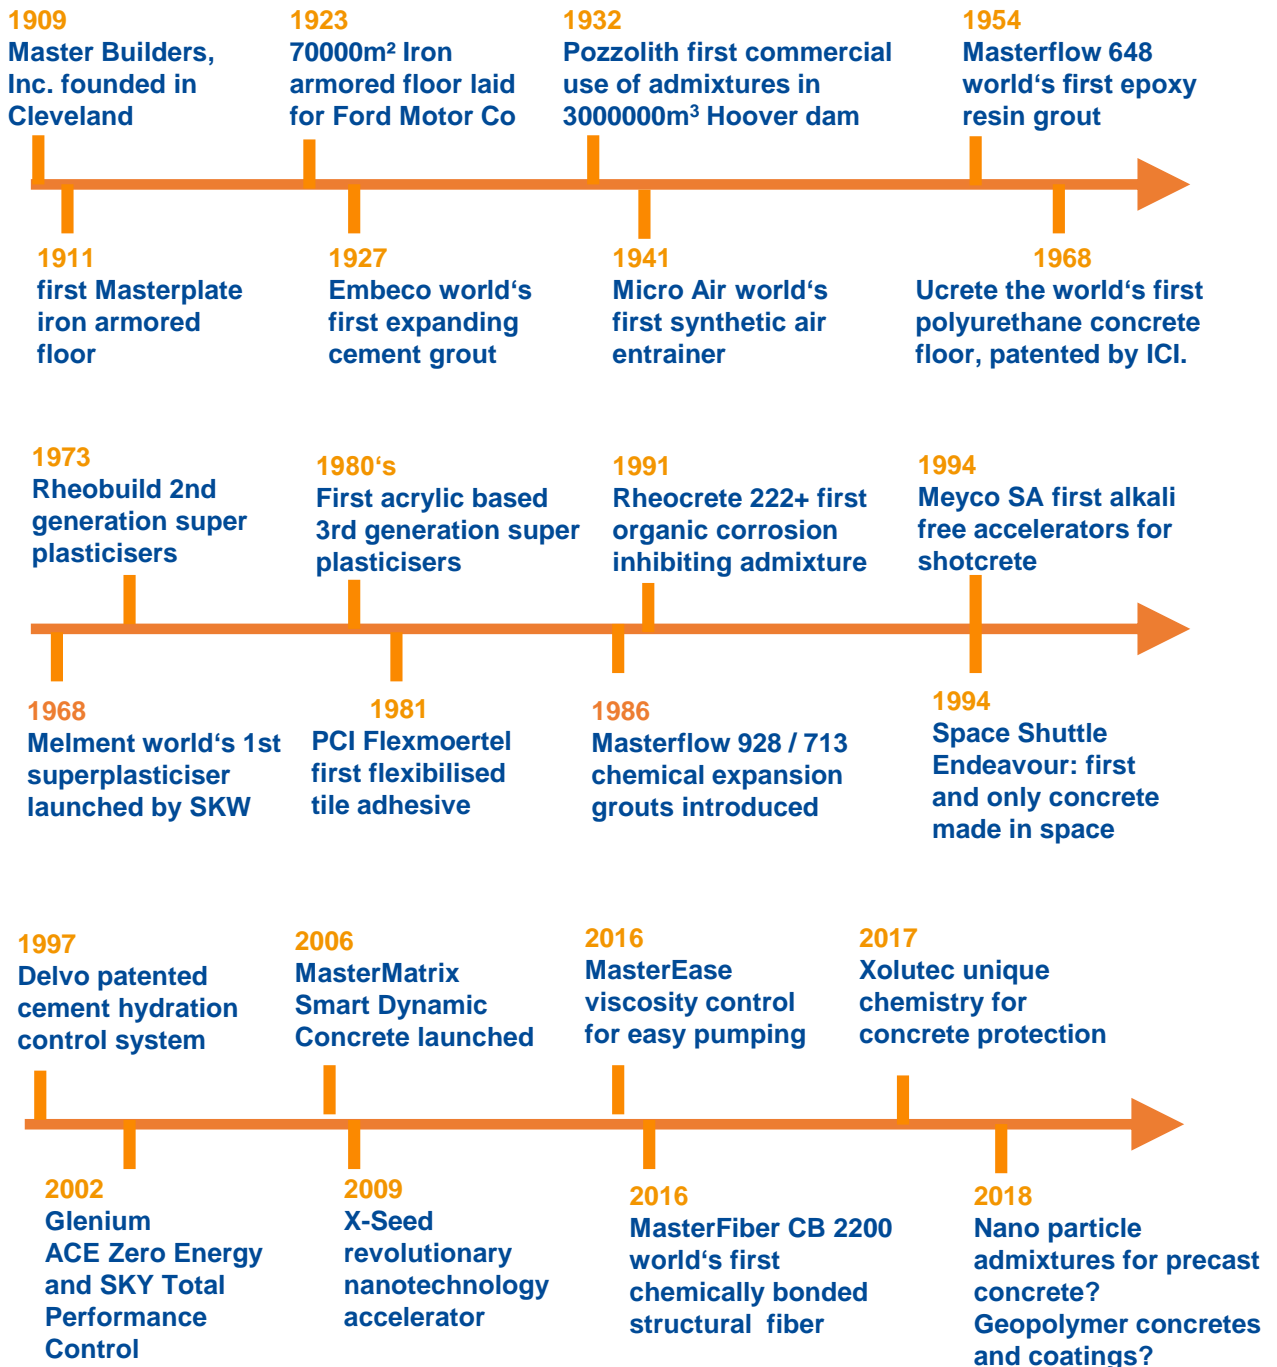 1909
Master Builders,
Inc. founded in
Cleveland
1923
70000m² Iron
armored floor laid
for Ford Motor Co
1932
Pozzolith first commercial
use of admixtures in
3000000m³ Hoover dam
1954
Masterflow 648
world‘s first epoxy
resin grout
1911
first Masterplate
iron armored
floor
1927
Embeco world‘s
first expanding
cement grout
1941
Micro Air world‘s
first synthetic air
entrainer
1968
Ucrete the world‘s first
polyurethane concrete
floor, patented by ICI.
1973
Rheobuild 2nd
generation super
plasticisers
1980‘s
First acrylic based
3rd generation super
plasticisers
1991
Rheocrete 222+ first
organic corrosion
inhibiting admixture
1994
Meyco SA first alkali
free accelerators for
shotcrete
1968
Melment world‘s 1st
superplasticiser
launched by SKW
1981
PCI Flexmoertel
first flexibilised
tile adhesive
1986
Masterflow 928 / 713
chemical expansion
grouts introduced
1994
Space Shuttle
Endeavour: first
and only concrete
made in space
1997
Delvo patented
cement hydration
control system
2006
MasterMatrix
Smart Dynamic
Concrete launched
2016
MasterEase
viscosity control
for easy pumping
2017
Xolutec unique
chemistry for
concrete protection
2002
Glenium
ACE Zero Energy
and SKY Total
Performance
Control
2009
X-Seed
revolutionary
nanotechnology
accelerator
2016
MasterFiber CB 2200
world‘s first
chemically bonded
structural fiber
2018
Nano particle
admixtures for precast
concrete?
Geopolymer concretes
and coatings?